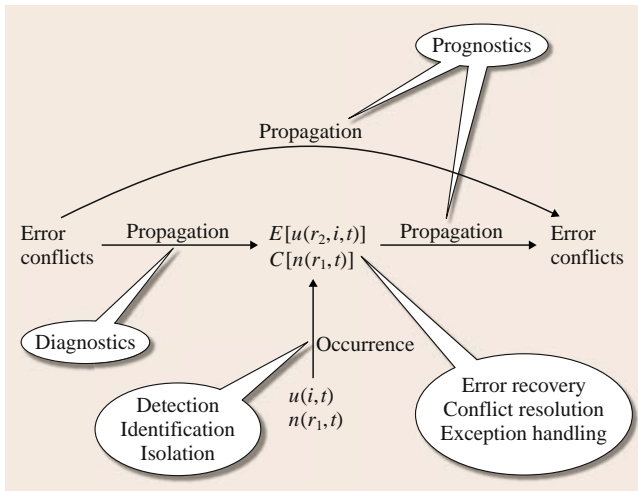 Prognostics
Propagation
Error
conflicts
Propagation
E[u(r₂,i,t)]
C[n(r₁,t)]
Propagation
Error
conflicts
Diagnostics
Occurrence
u(i,t)
n(r₁,t)
Detection
Identification
Isolation
Error recovery
Conflict resolution
Exception handling